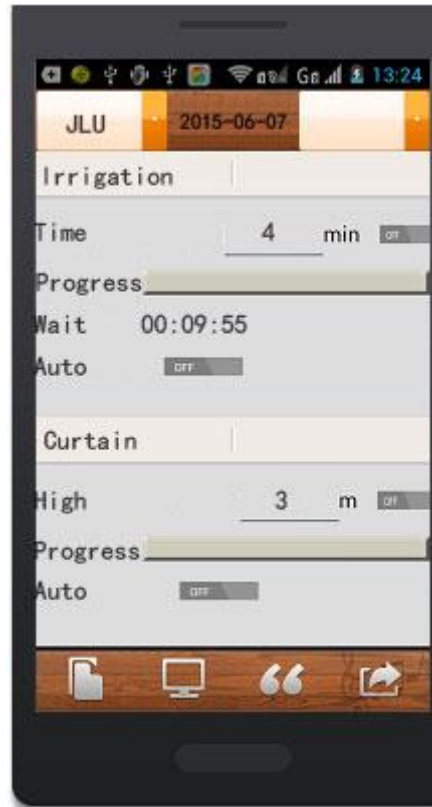 13:24
JLU 2015-06-07
Irrigation
Time 4 min OFF
Progress
Wait 00:09:55
Auto OFF
Curtain
High 3 m OFF
Progress
Auto OFF